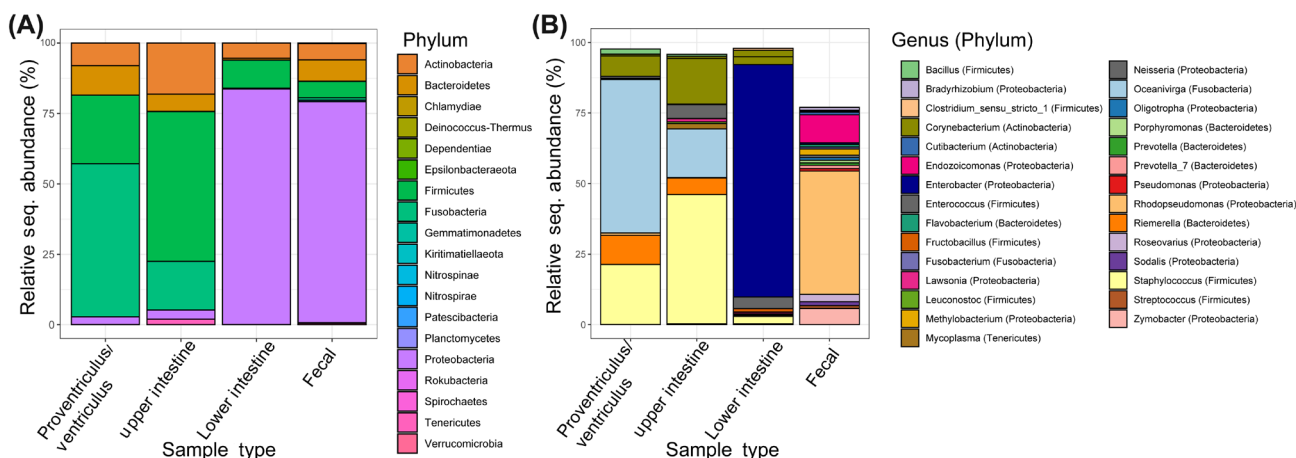 (A)
Relative seq. abundance (%)
100
75
50
25
0
Proventriculus/
ventriculus
upper intestine
Lower intestine
Fecal
Sample_type
Phylum
Actinobacteria
Bacteroidetes
Chlamydiae
Deinococcus-Thermus
Dependentiae
Epsilonbacteraeota
Firmicutes
Fusobacteria
Gemmatimonadetes
Kiritimatiellaeota
Nitrospinae
Nitrospirae
Patescibacteria
Planctomycetes
Proteobacteria
Rokubacteria
Spirochaetes
Tenericutes
Verrucomicrobia
(B)
Relative seq. abundance (%)
100
75
50
25
0
Proventriculus/
ventriculus
upper intestine
Lower intestine
Fecal
Sample_type
Genus (Phylum)
Bacillus (Firmicutes)
Bradyrhizobium (Proteobacteria)
Clostridium_sensu_stricto_1 (Firmicutes)
Corynebacterium (Actinobacteria)
Cutibacterium (Actinobacteria)
Endozoicomonas (Proteobacteria)
Enterobacter (Proteobacteria)
Enterococcus (Firmicutes)
Flavobacterium (Bacteroidetes)
Fructobacillus (Firmicutes)
Fusobacterium (Fusobacteria)
Lawsonia (Proteobacteria)
Leuconostoc (Firmicutes)
Methylobacterium (Proteobacteria)
Mycoplasma (Tenericutes)
Neisseria (Proteobacteria)
Oceanivirga (Fusobacteria)
Oligotropha (Proteobacteria)
Porphyromonas (Bacteroidetes)
Prevotella (Bacteroidetes)
Prevotella_7 (Bacteroidetes)
Pseudomonas (Proteobacteria)
Rhodopseudomonas (Proteobacteria)
Riemerella (Bacteroidetes)
Roseovarius (Proteobacteria)
Sodalis (Proteobacteria)
Staphylococcus (Firmicutes)
Streptococcus (Firmicutes)
Zymobacter (Proteobacteria)